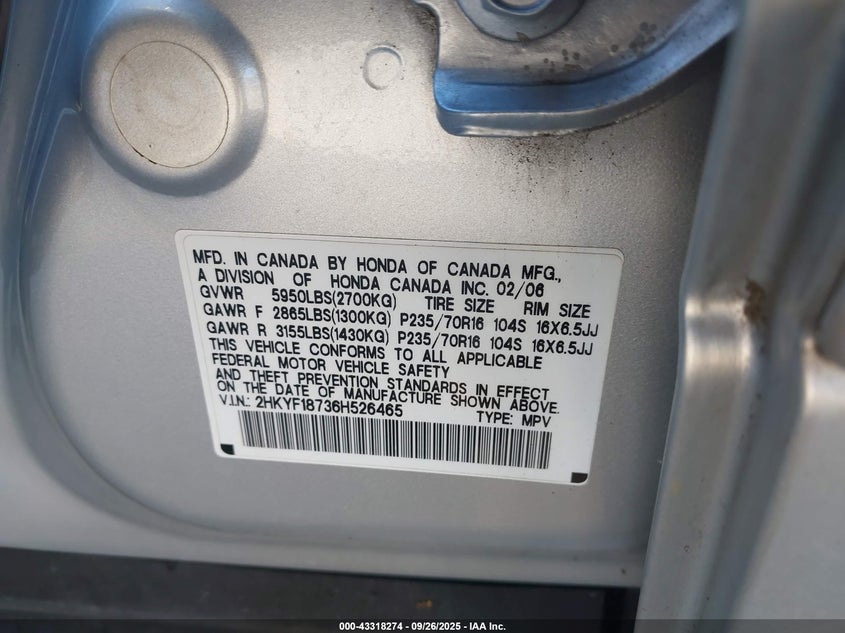 MFD. IN CANADA BY HONDA OF CANADA MFG.,
A DIVISION OF HONDA CANADA INC. 02/06
GVWR 5950LBS(2700KG) TIRE SIZE RIM SIZE
GAWR F 2865LBS(1300KG) P235/70R16 104S 16X6.5JJ
GAWR R 3155LBS(1430KG) P235/70R16 104S 16X6.5JJ
THIS VEHICLE CONFORMS TO ALL APPLICABLE
FEDERAL MOTOR VEHICLE SAFETY
AND THEFT PREVENTION STANDARDS IN EFFECT
ON THE DATE OF MANUFACTURE SHOWN ABOVE.
V.I.N.: 2HKYF18736H526465 TYPE: MPV
000-43318274 - 09/26/2025 - IAA Inc.